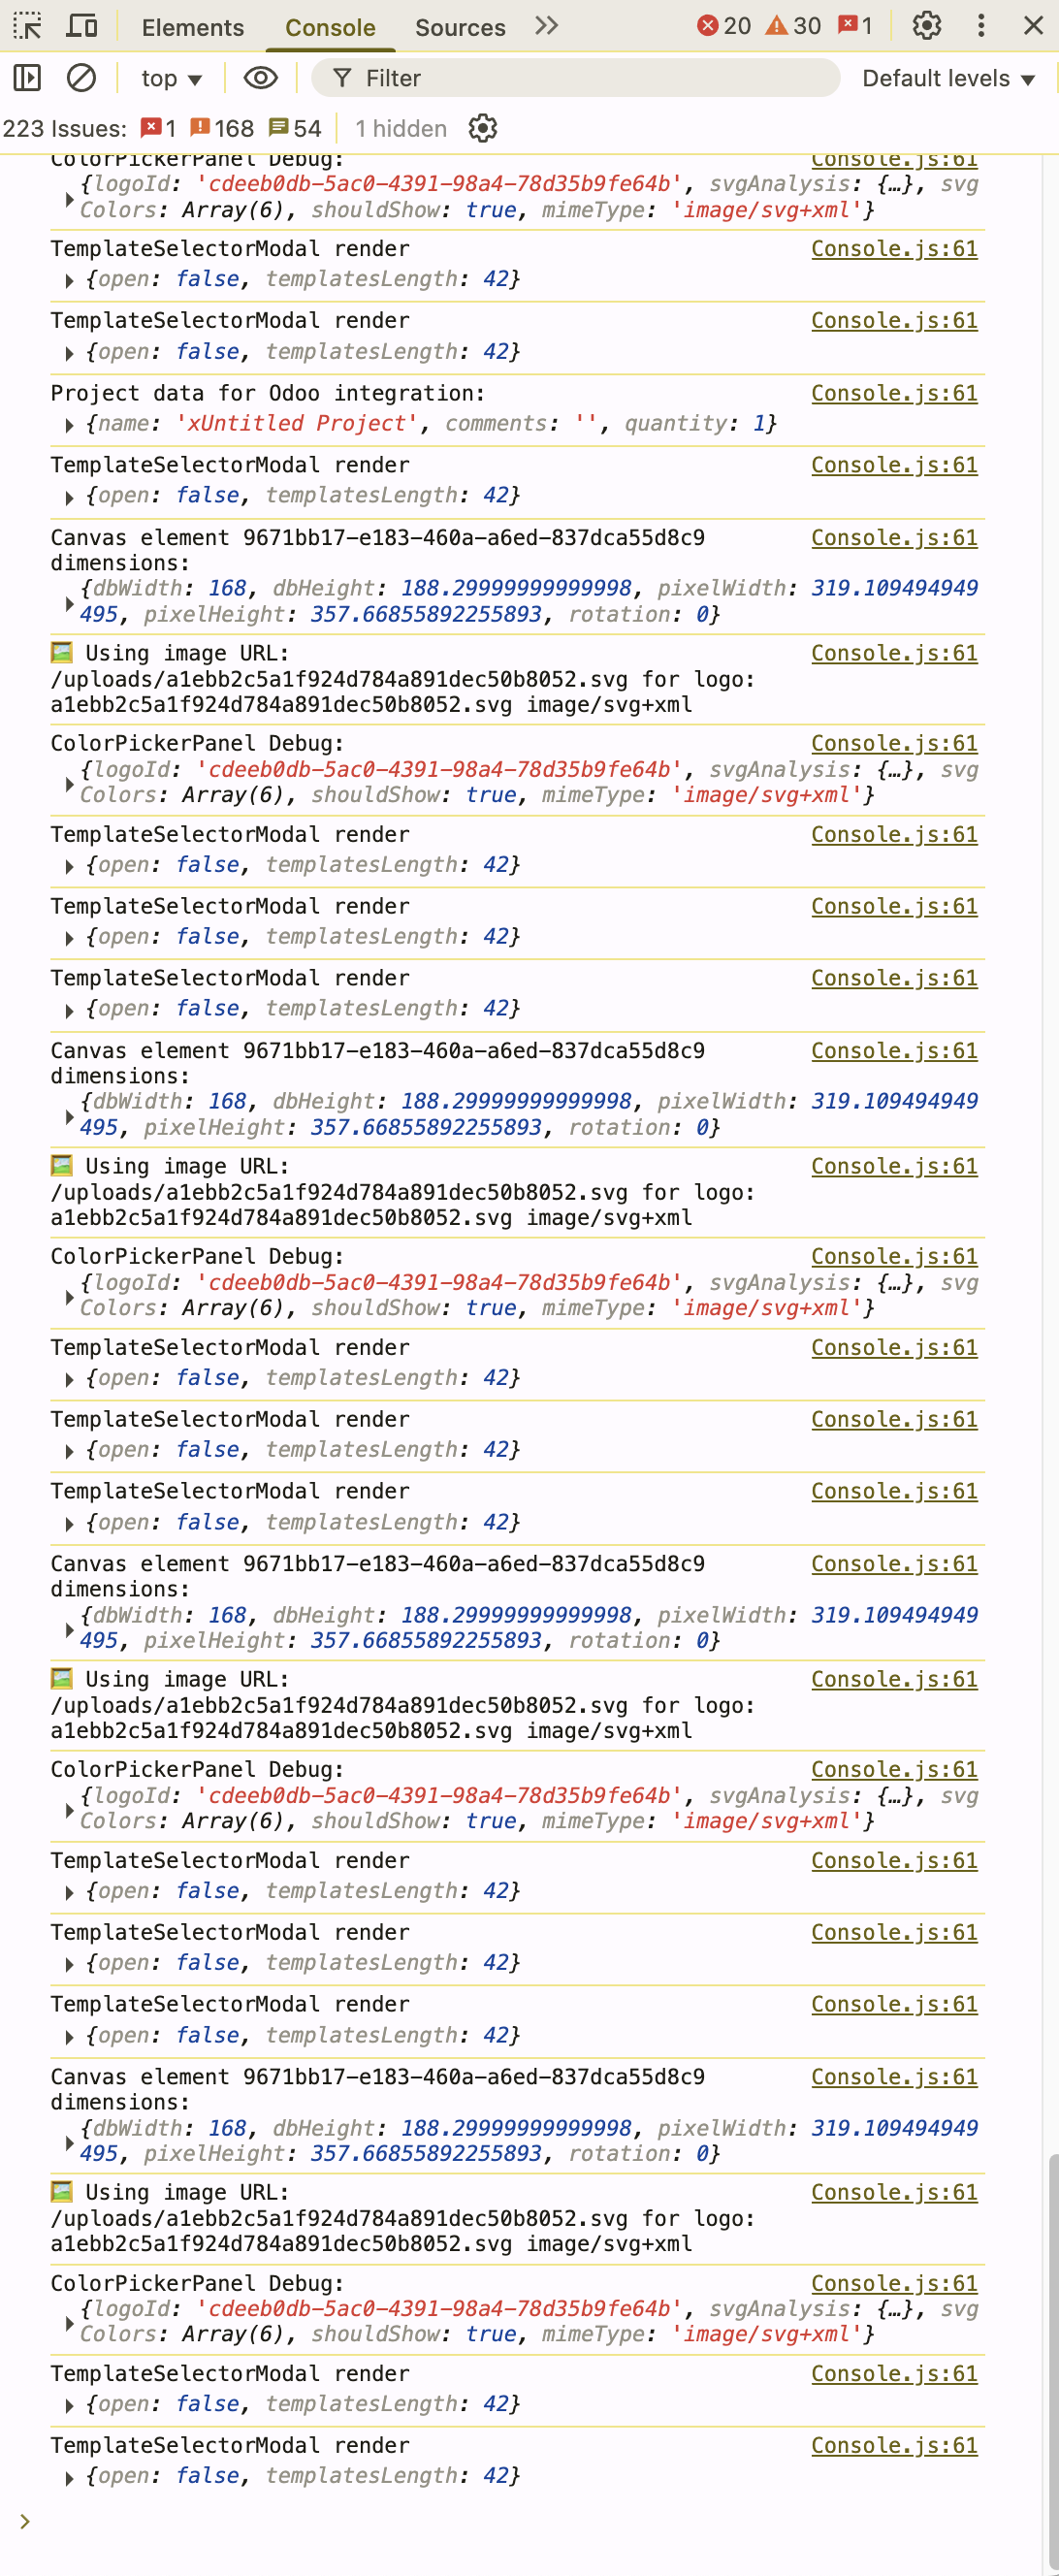 Elements Console Sources 20 30 1
top Filter Default levels
223 Issues: 1 168 54 1 hidden
ColorPickerPanel Debug: Console.js:61
{logoId: 'cdeeb0db-5ac0-4391-98a4-78d35b9fe64b', svgAnalysis: {…}, svg
Colors: Array(6), shouldShow: true, mimeType: 'image/svg+xml'}
TemplateSelectorModal render Console.js:61
{open: false, templatesLength: 42}
TemplateSelectorModal render Console.js:61
{open: false, templatesLength: 42}
Project data for Odoo integration: Console.js:61
{name: 'xUntitled Project', comments: '', quantity: 1}
TemplateSelectorModal render Console.js:61
{open: false, templatesLength: 42}
Canvas element 9671bb17-e183-460a-a6ed-837dca55d8c9 Console.js:61
dimensions:
{dbWidth: 168, dbHeight: 188.29999999999998, pixelWidth: 319.109494949
495, pixelHeight: 357.66855892255893, rotation: 0}
🖼️ Using image URL: Console.js:61
/uploads/a1ebb2c5a1f924d784a891dec50b8052.svg for logo:
a1ebb2c5a1f924d784a891dec50b8052.svg image/svg+xml
ColorPickerPanel Debug: Console.js:61
{logoId: 'cdeeb0db-5ac0-4391-98a4-78d35b9fe64b', svgAnalysis: {…}, svg
Colors: Array(6), shouldShow: true, mimeType: 'image/svg+xml'}
TemplateSelectorModal render Console.js:61
{open: false, templatesLength: 42}
TemplateSelectorModal render Console.js:61
{open: false, templatesLength: 42}
TemplateSelectorModal render Console.js:61
{open: false, templatesLength: 42}
Canvas element 9671bb17-e183-460a-a6ed-837dca55d8c9 Console.js:61
dimensions:
{dbWidth: 168, dbHeight: 188.29999999999998, pixelWidth: 319.109494949
495, pixelHeight: 357.66855892255893, rotation: 0}
🖼️ Using image URL: Console.js:61
/uploads/a1ebb2c5a1f924d784a891dec50b8052.svg for logo:
a1ebb2c5a1f924d784a891dec50b8052.svg image/svg+xml
ColorPickerPanel Debug: Console.js:61
{logoId: 'cdeeb0db-5ac0-4391-98a4-78d35b9fe64b', svgAnalysis: {…}, svg
Colors: Array(6), shouldShow: true, mimeType: 'image/svg+xml'}
TemplateSelectorModal render Console.js:61
{open: false, templatesLength: 42}
TemplateSelectorModal render Console.js:61
{open: false, templatesLength: 42}
TemplateSelectorModal render Console.js:61
{open: false, templatesLength: 42}
Canvas element 9671bb17-e183-460a-a6ed-837dca55d8c9 Console.js:61
dimensions:
{dbWidth: 168, dbHeight: 188.29999999999998, pixelWidth: 319.109494949
495, pixelHeight: 357.66855892255893, rotation: 0}
🖼️ Using image URL: Console.js:61
/uploads/a1ebb2c5a1f924d784a891dec50b8052.svg for logo:
a1ebb2c5a1f924d784a891dec50b8052.svg image/svg+xml
ColorPickerPanel Debug: Console.js:61
{logoId: 'cdeeb0db-5ac0-4391-98a4-78d35b9fe64b', svgAnalysis: {…}, svg
Colors: Array(6), shouldShow: true, mimeType: 'image/svg+xml'}
TemplateSelectorModal render Console.js:61
{open: false, templatesLength: 42}
TemplateSelectorModal render Console.js:61
{open: false, templatesLength: 42}
TemplateSelectorModal render Console.js:61
{open: false, templatesLength: 42}
Canvas element 9671bb17-e183-460a-a6ed-837dca55d8c9 Console.js:61
dimensions:
{dbWidth: 168, dbHeight: 188.29999999999998, pixelWidth: 319.109494949
495, pixelHeight: 357.66855892255893, rotation: 0}
🖼️ Using image URL: Console.js:61
/uploads/a1ebb2c5a1f924d784a891dec50b8052.svg for logo:
a1ebb2c5a1f924d784a891dec50b8052.svg image/svg+xml
ColorPickerPanel Debug: Console.js:61
{logoId: 'cdeeb0db-5ac0-4391-98a4-78d35b9fe64b', svgAnalysis: {…}, svg
Colors: Array(6), shouldShow: true, mimeType: 'image/svg+xml'}
TemplateSelectorModal render Console.js:61
{open: false, templatesLength: 42}
TemplateSelectorModal render Console.js:61
{open: false, templatesLength: 42}